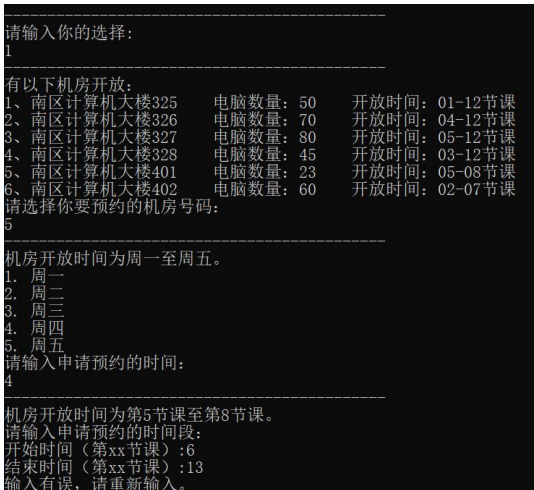 ----------------------------------------------
请输入你的选择:
1
----------------------------------------------
有以下机房开放:
1、南区计算机大楼325 电脑数量: 50 开放时间: 01-12节课
2、南区计算机大楼326 电脑数量: 70 开放时间: 04-12节课
3、南区计算机大楼327 电脑数量: 80 开放时间: 05-12节课
4、南区计算机大楼328 电脑数量: 45 开放时间: 03-12节课
5、南区计算机大楼401 电脑数量: 23 开放时间: 05-08节课
6、南区计算机大楼402 电脑数量: 60 开放时间: 02-07节课
请选择你要预约的机房号码:
5
----------------------------------------------
机房开放时间为周一至周五。
1. 周一
2. 周二
3. 周三
4. 周四
5. 周五
请输入申请预约的时间:
4
----------------------------------------------
机房开放时间为第5节课至第8节课。
请输入申请预约的时间段:
开始时间（第xx节课）:6
结束时间（第xx节课）:13
输入有误，请重新输入。